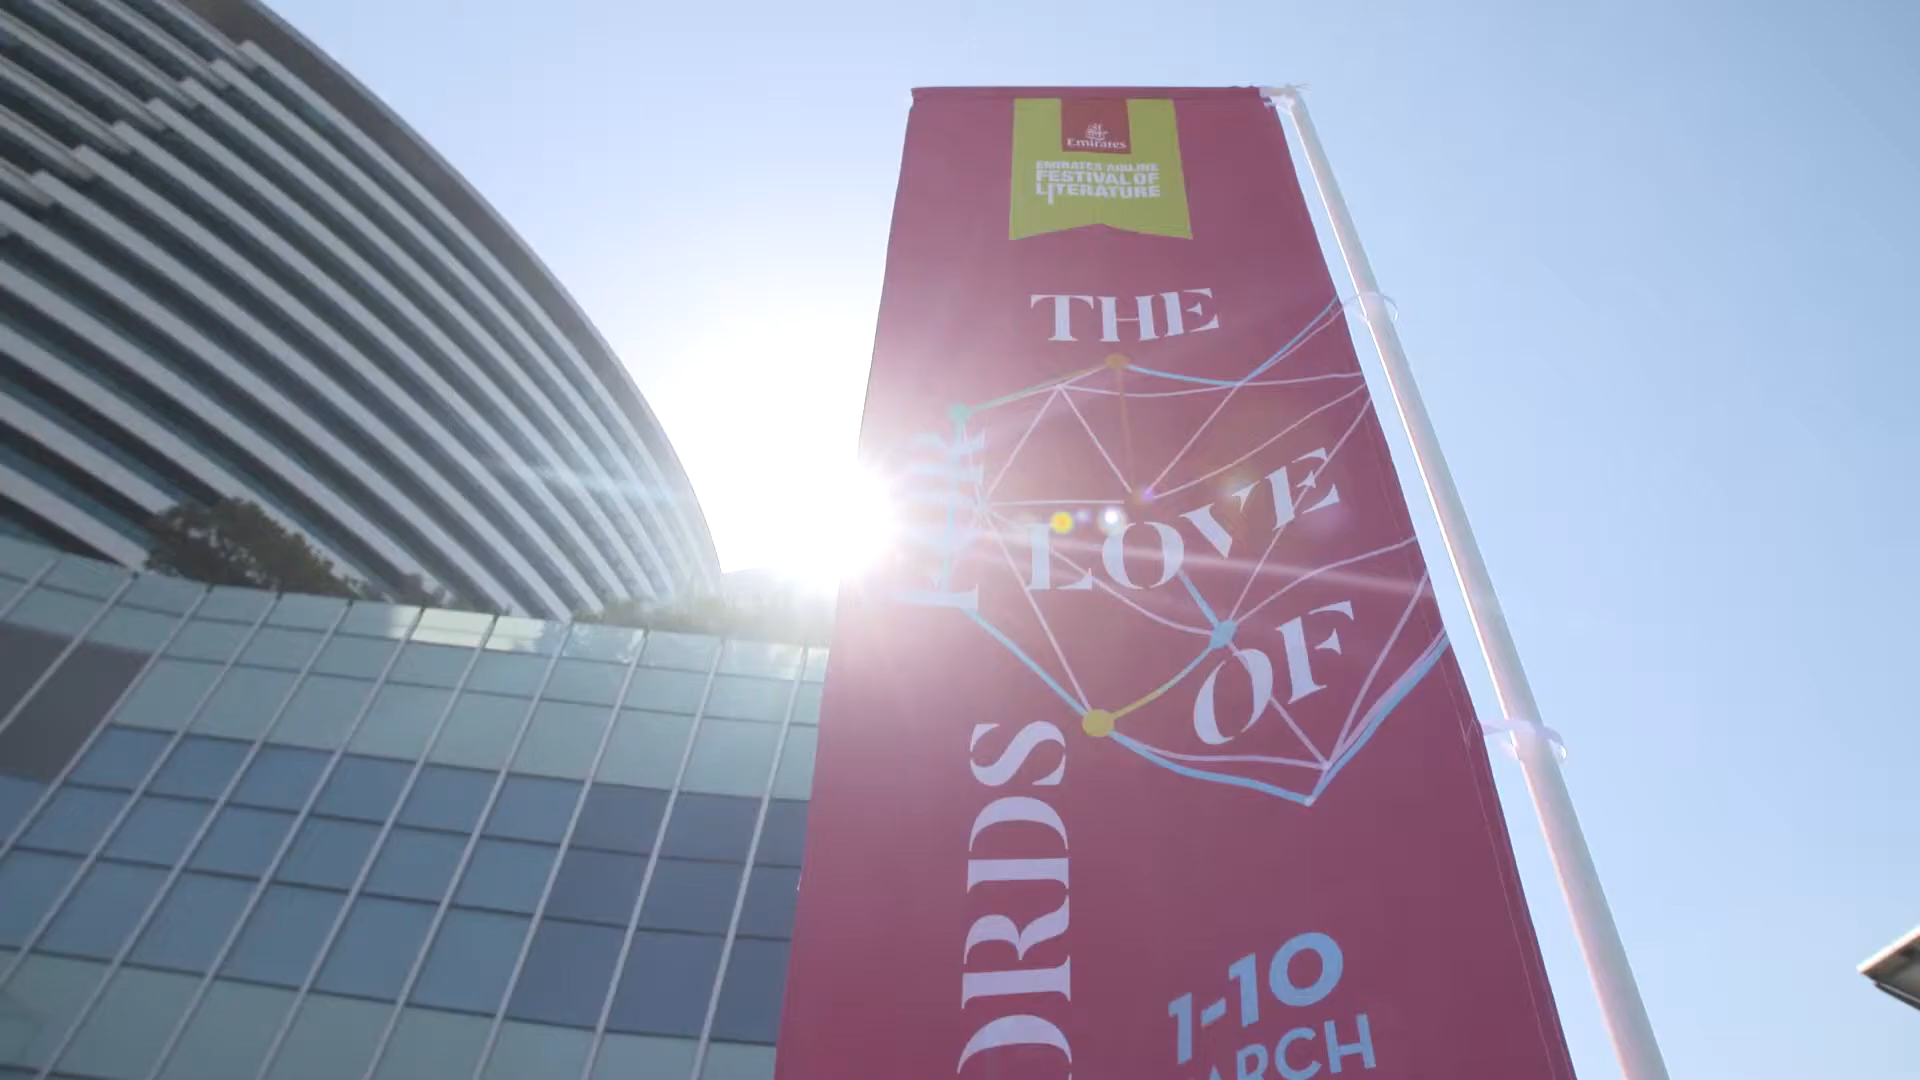 Emirates
EMIRATES AIRLINE
FESTIVAL OF
LITERATURE
THE
LOVE
OF
ORDS
1-10
ARCH